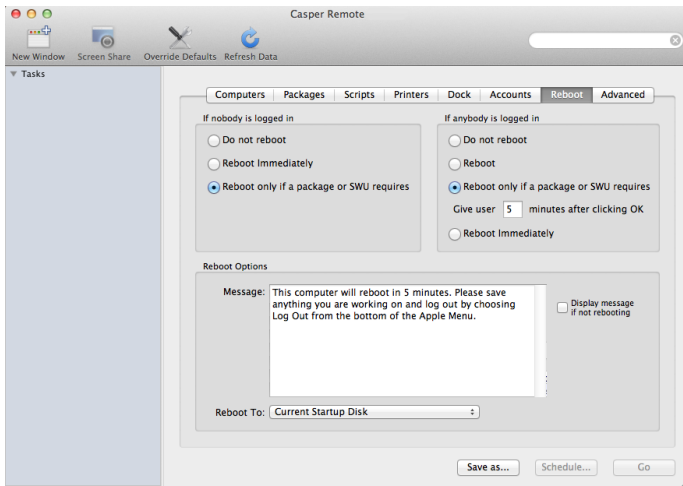 Casper Remote
New Window Screen Share Override Defaults Refresh Data
Tasks
Computers Packages Scripts Printers Dock Accounts Reboot Advanced
If nobody is logged in
Do not reboot
Reboot Immediately
Reboot only if a package or SWU requires
If anybody is logged in
Do not reboot
Reboot
Reboot only if a package or SWU requires
Give user 5 minutes after clicking OK
Reboot Immediately
Reboot Options
Message: This computer will reboot in 5 minutes. Please save
anything you are working on and log out by choosing
Log Out from the bottom of the Apple Menu.
Display message
if not rebooting
Reboot To: Current Startup Disk
Save as... Schedule... Go